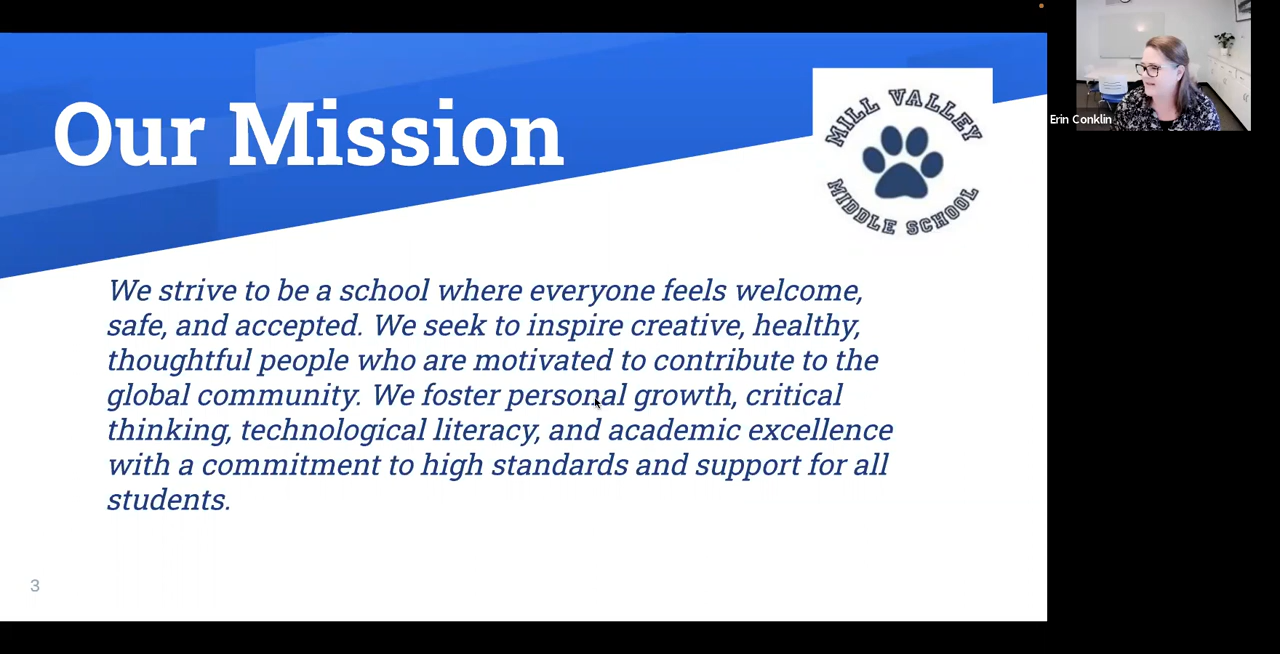 Our Mission
MILL VALLEY
MIDDLE SCHOOL
Erin Conklin
We strive to be a school where everyone feels welcome,
safe, and accepted. We seek to inspire creative, healthy,
thoughtful people who are motivated to contribute to the
global community. We foster personal growth, critical
thinking, technological literacy, and academic excellence
with a commitment to high standards and support for all
students.
3